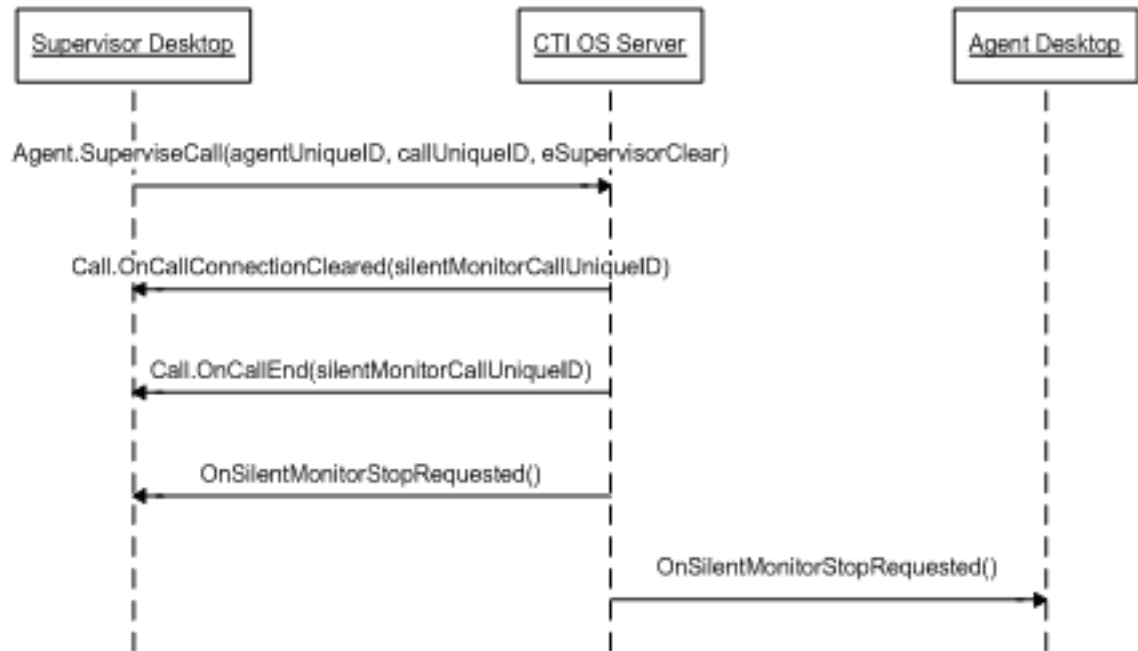 Supervisor Desktop
CTI OS Server
Agent Desktop
Agent.SuperviseCall(agentUniqueID, callUniqueID, eSupervisorClear)
Call.OnCallConnectionCleared(silentMonitorCallUniqueID)
Call.OnCallEnd(silentMonitorCallUniqueID)
OnSilentMonitorStopRequested()
OnSilentMonitorStopRequested()